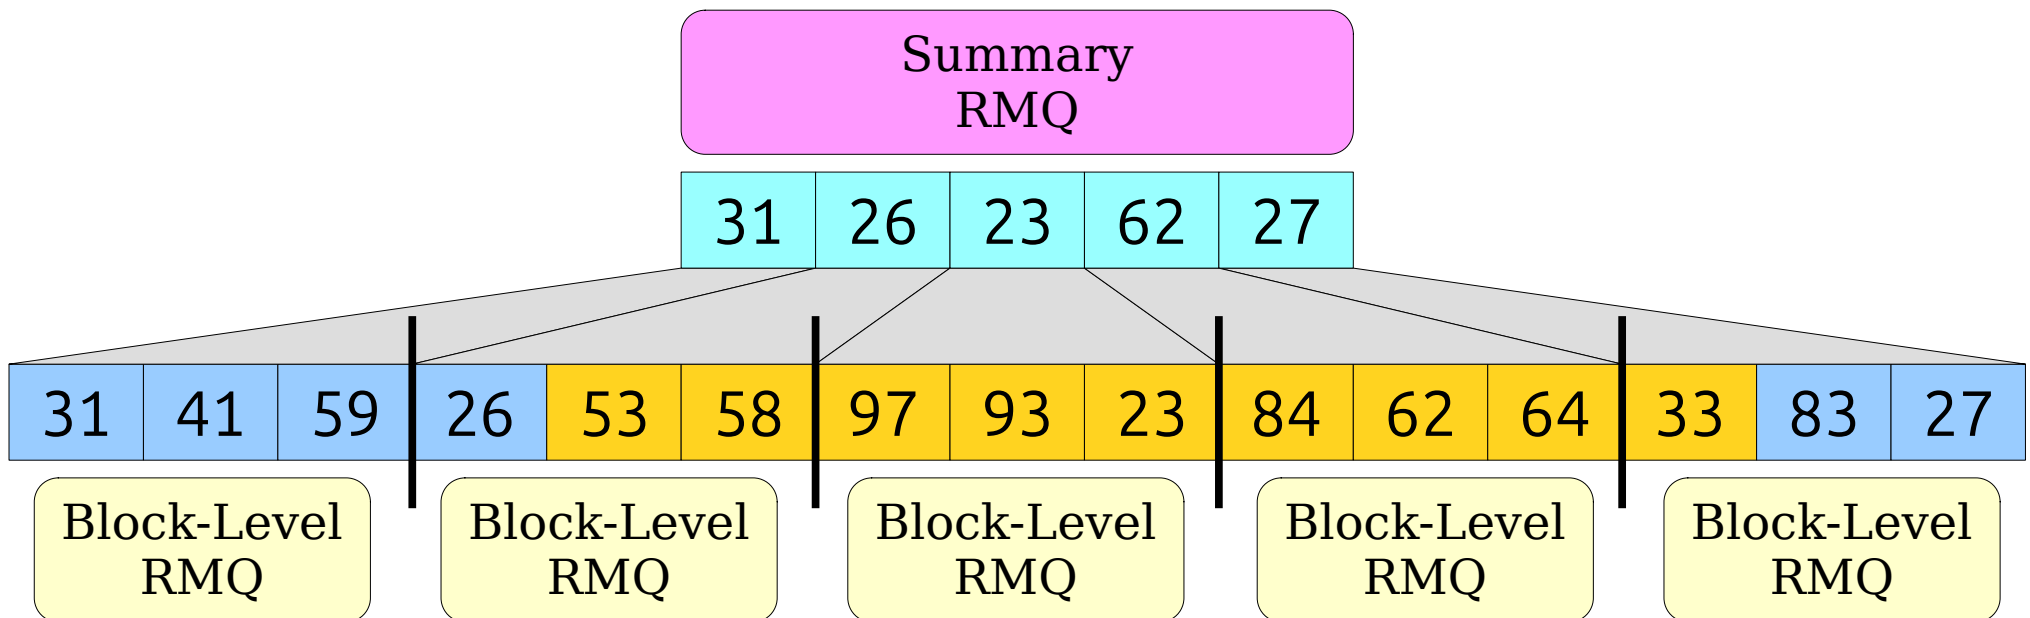 Summary
RMQ
31 26 23 62 27
31 41 59 26 53 58 97 93 23 84 62 64 33 83 27
Block-Level Block-Level Block-Level Block-Level Block-Level
RMQ RMQ RMQ RMQ RMQ